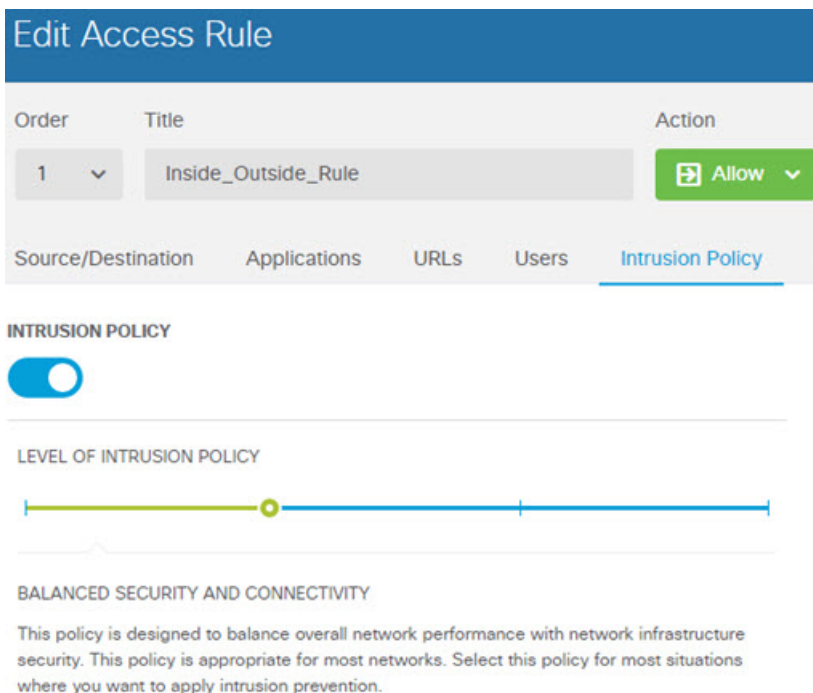 Edit Access Rule
Order Title Action
1 Inside_Outside_Rule Allow
Source/Destination Applications URLs Users Intrusion Policy
INTRUSION POLICY
LEVEL OF INTRUSION POLICY
BALANCED SECURITY AND CONNECTIVITY
This policy is designed to balance overall network performance with network infrastructure
security. This policy is appropriate for most networks. Select this policy for most situations
where you want to apply intrusion prevention.